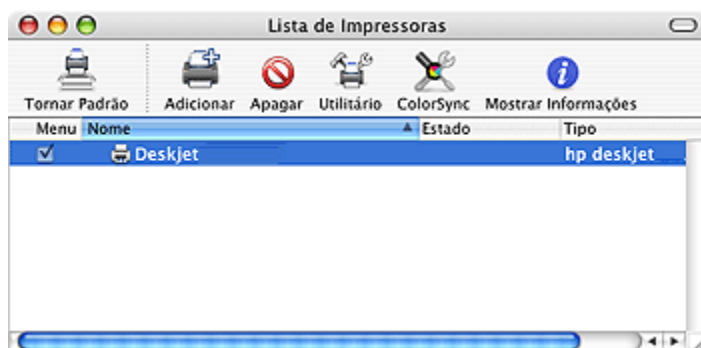 Lista de Impressoras
Tornar Padrão Adicionar Apagar Utilitário ColorSync Mostrar Informações
Menu Nome Estado Tipo
Deskjet hp deskjet